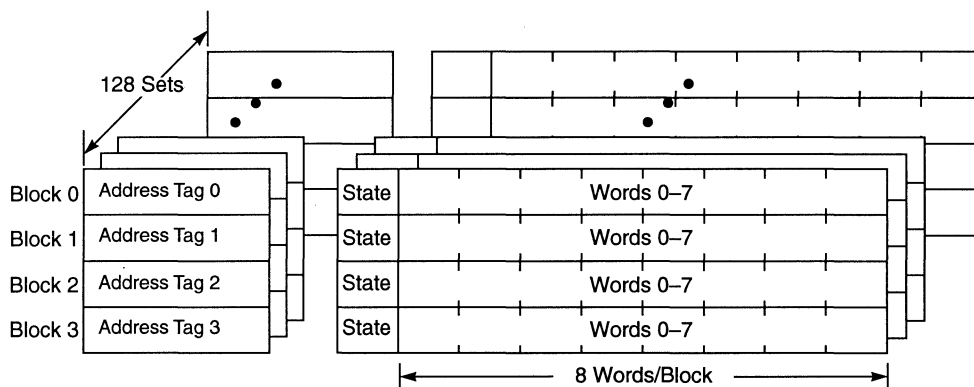 128 Sets
Block 0 Address Tag 0 State Words 0–7
Block 1 Address Tag 1 State Words 0–7
Block 2 Address Tag 2 State Words 0–7
Block 3 Address Tag 3 State Words 0–7
8 Words/Block